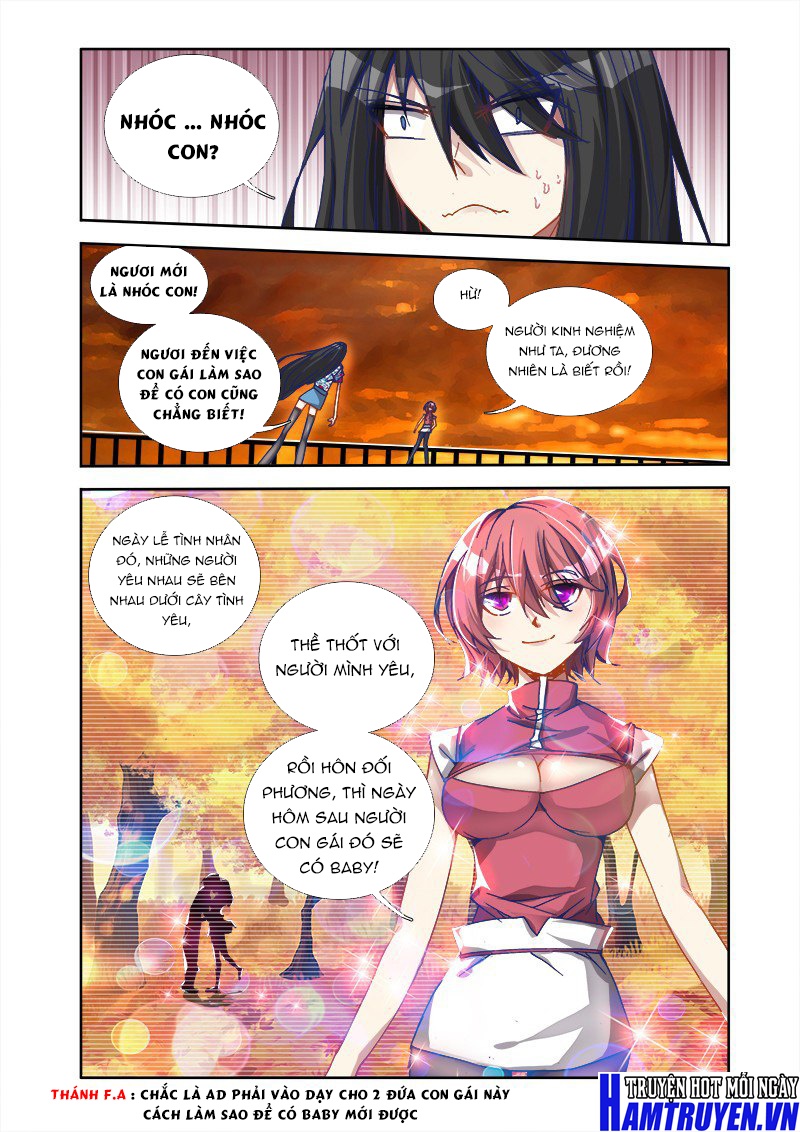 NHÓC ... NHÓC
CON?
NGƯƠI MỚI
LÀ NHÓC CON!
NGƯƠI ĐẾN VIỆC
CON GÁI LÀM SAO
ĐỂ CÓ CON CŨNG
CHẲNG BIẾT!
HỪ!
NGƯỜI KINH NGHIỆM
NHƯ TA, ĐƯƠNG
NHIÊN LÀ BIẾT RỒI!
NGÀY LỄ TÌNH NHÂN
ĐÓ, NHỮNG NGƯỜI
YÊU NHAU SẼ BÊN
NHAU DƯỚI CÂY TÌNH
YÊU,
THỀ THỐT VỚI
NGƯỜI MÌNH YÊU,
RỒI HÔN ĐỐI
PHƯƠNG, THÌ NGÀY
HÔM SAU NGƯỜI
CON GÁI ĐÓ SẼ
CÓ BABY!
THÁNH F.A : CHẮC LÀ AD PHẢI VÀO DẠY CHO 2 ĐỨA CON GÁI NÀY
CÁCH LÀM SAO ĐỂ CÓ BABY MỚI ĐƯỢC
TRUYỆN HOT MỖI NGÀY
HAMTRUYEN.VN